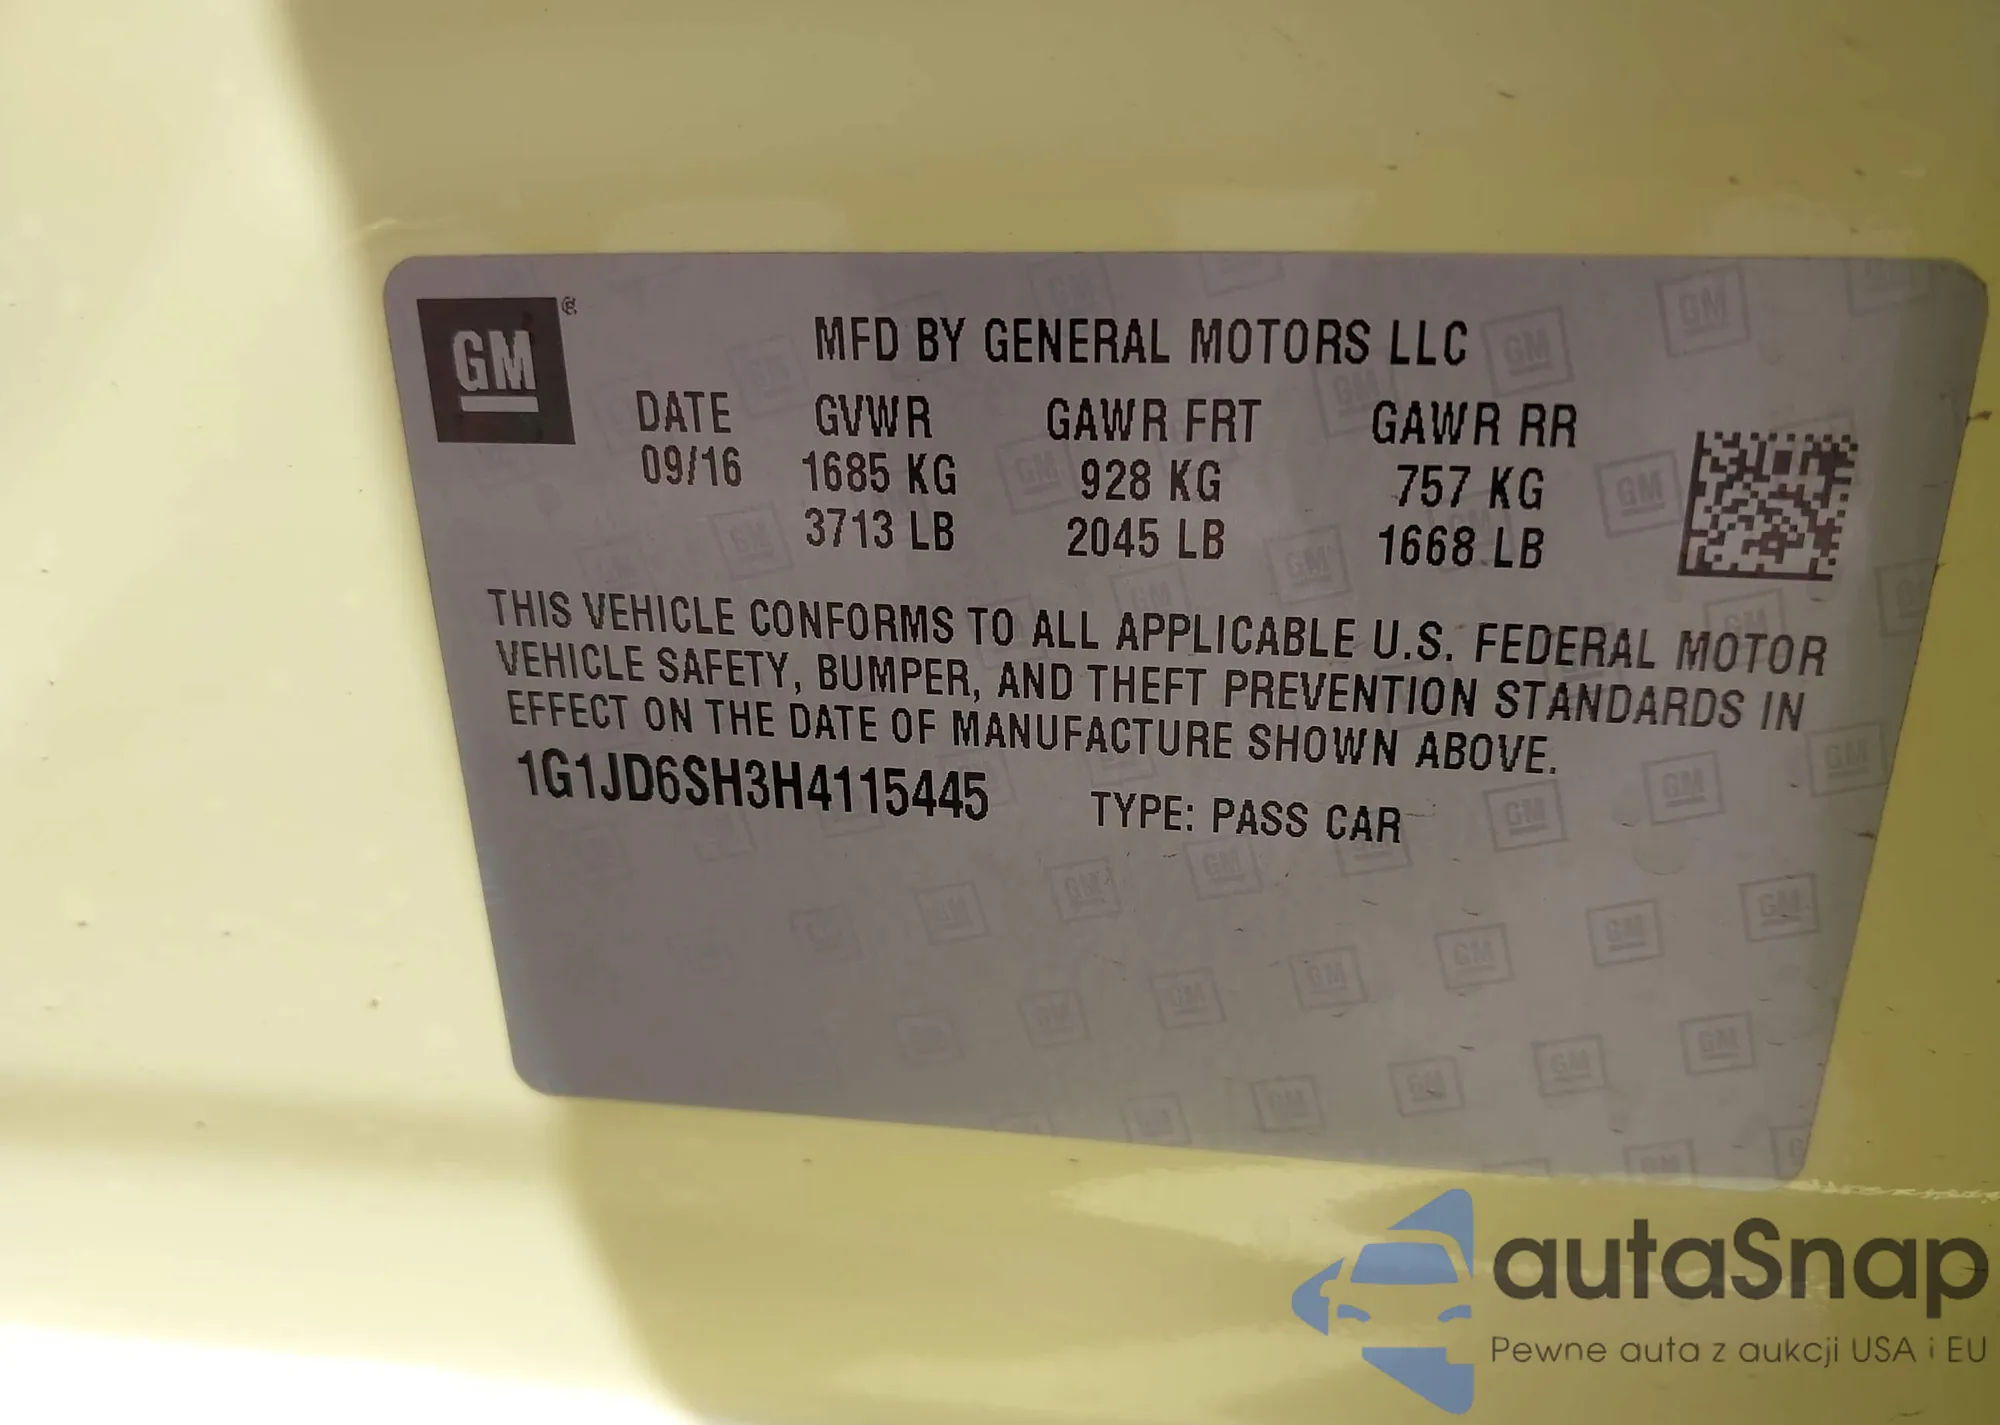 GM ®
MFD BY GENERAL MOTORS LLC
DATE GVWR GAWR FRT GAWR RR
09/16 1685 KG 928 KG 757 KG
3713 LB 2045 LB 1668 LB
THIS VEHICLE CONFORMS TO ALL APPLICABLE U.S. FEDERAL MOTOR
VEHICLE SAFETY, BUMPER, AND THEFT PREVENTION STANDARDS IN
EFFECT ON THE DATE OF MANUFACTURE SHOWN ABOVE.
1G1JD6SH3H4115445 TYPE: PASS CAR
autaSnap
Pewne auta z aukcji USA i EU